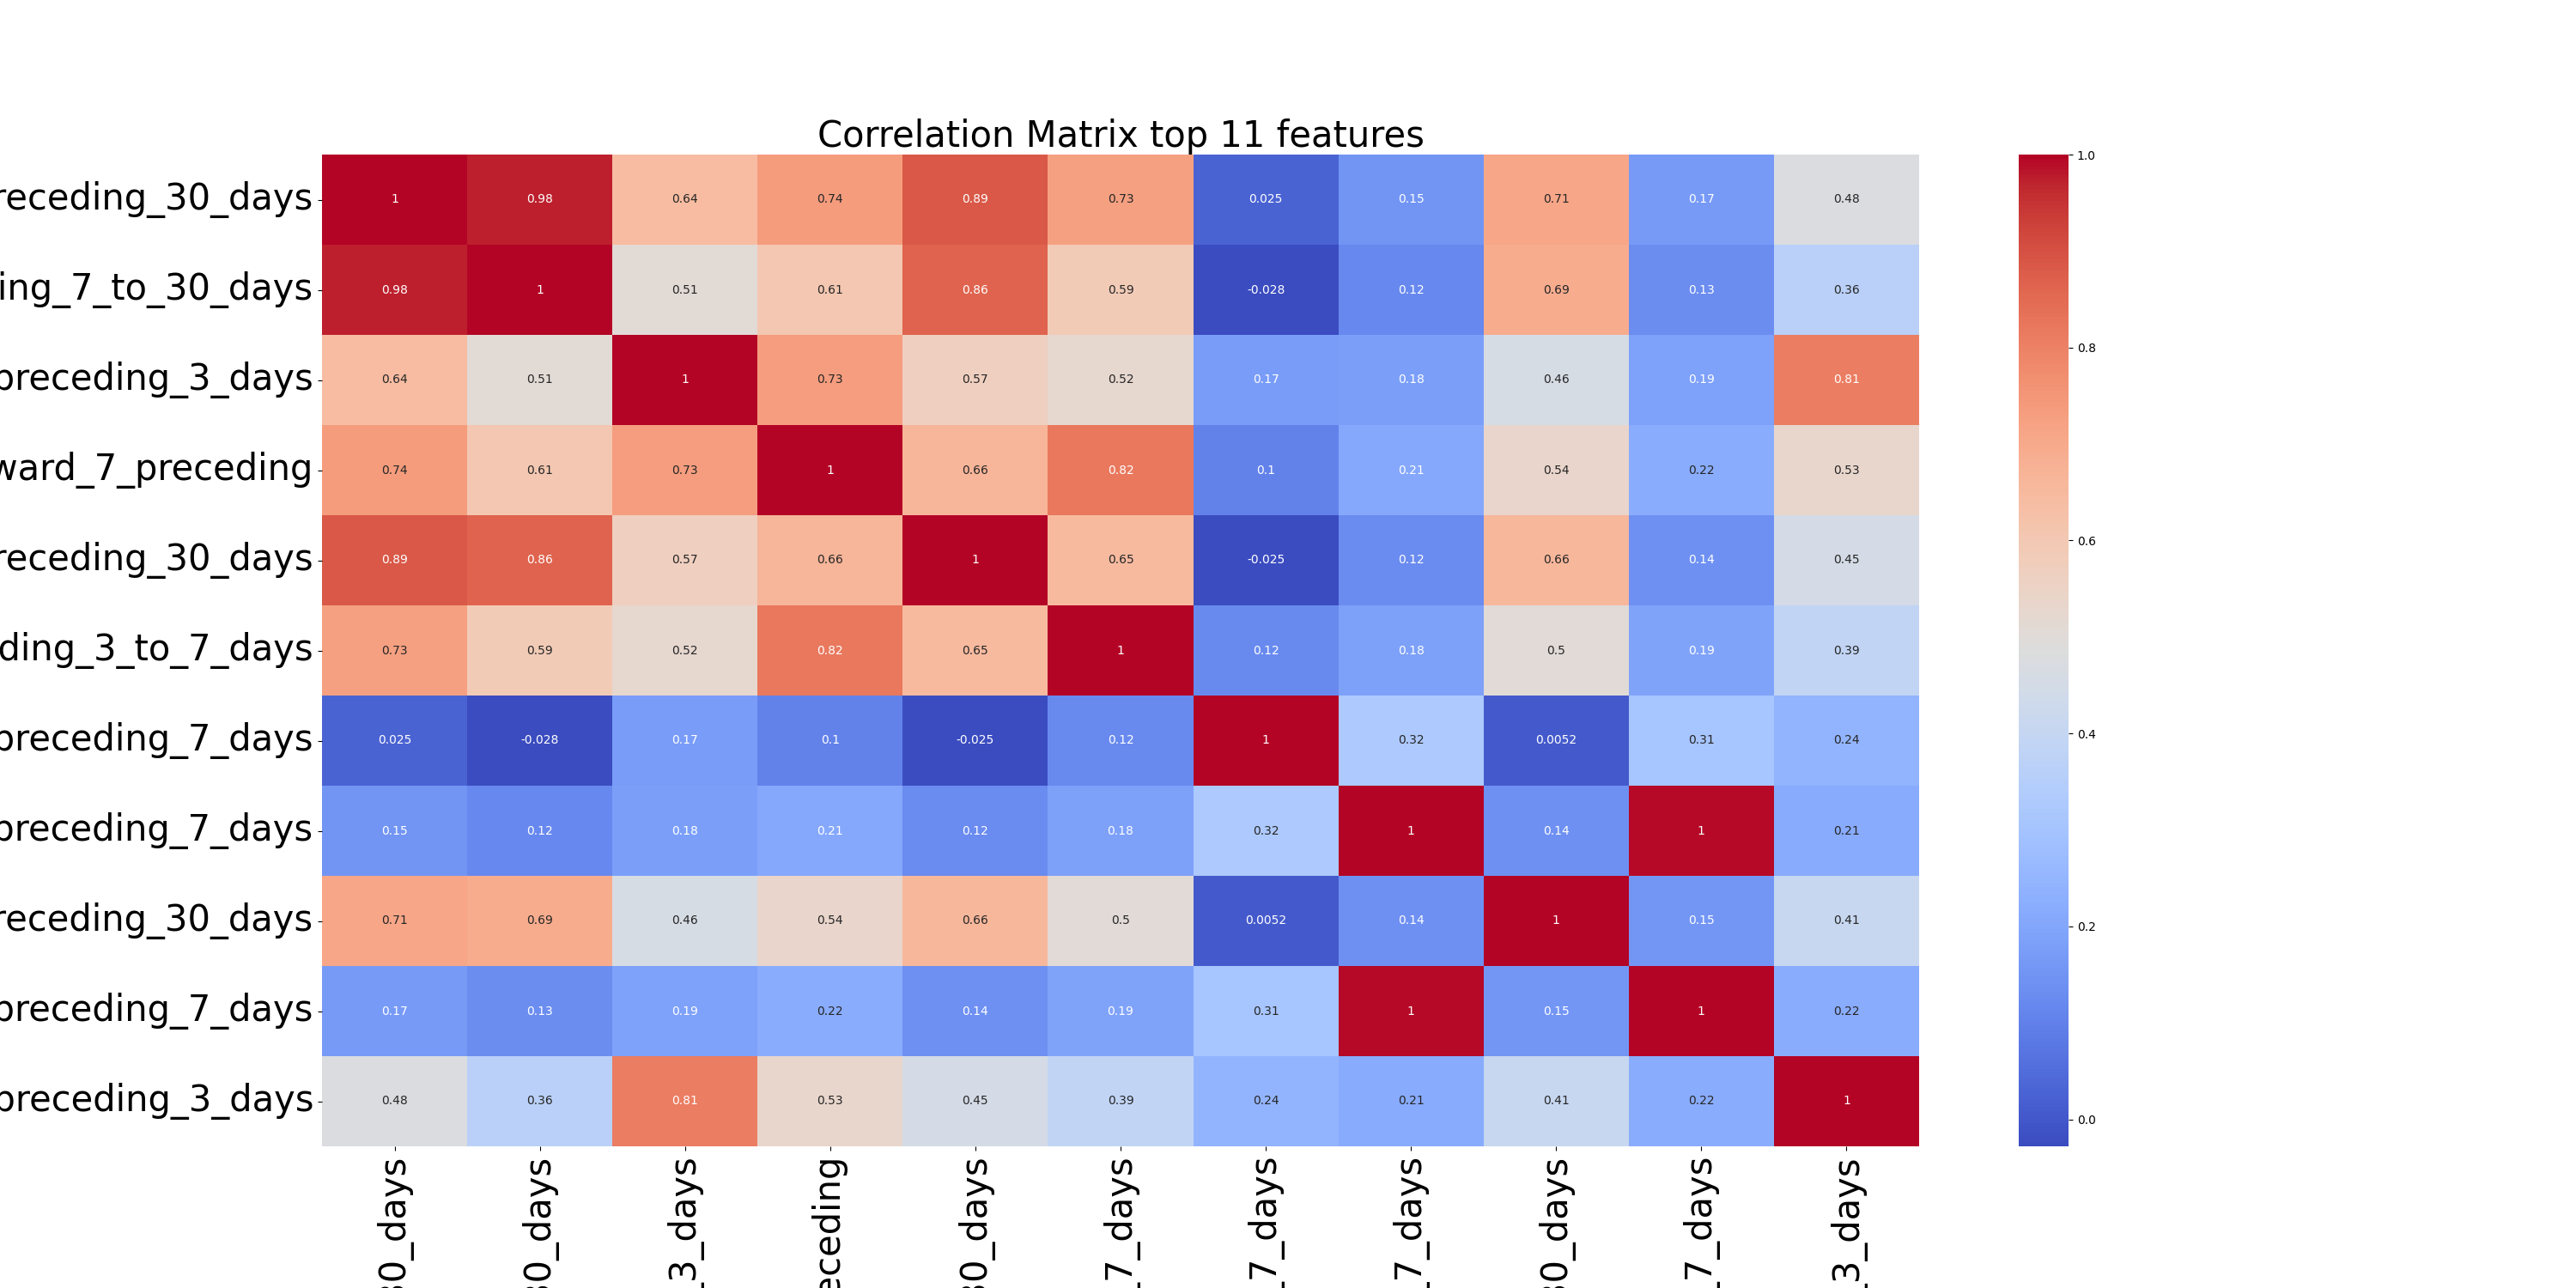 Correlation Matrix top 11 features
receding_30_days 1 0.98 0.64 0.74 0.89 0.73 0.025 0.15 0.71 0.17 0.48 1.0
ing_7_to_30_days 0.98 1 0.51 0.61 0.86 0.59 -0.028 0.12 0.69 0.13 0.36
preceding_3_days 0.64 0.51 1 0.73 0.57 0.52 0.17 0.18 0.46 0.19 0.81 0.8
ward_7_preceding 0.74 0.61 0.73 1 0.66 0.82 0.1 0.21 0.54 0.22 0.53
receding_30_days 0.89 0.86 0.57 0.66 1 0.65 -0.025 0.12 0.66 0.14 0.45 0.6
ding_3_to_7_days 0.73 0.59 0.52 0.82 0.65 1 0.12 0.18 0.5 0.19 0.39
preceding_7_days 0.025 -0.028 0.17 0.1 -0.025 0.12 1 0.32 0.0052 0.31 0.24 0.4
preceding_7_days 0.15 0.12 0.18 0.21 0.12 0.18 0.32 1 0.14 1 0.21
receding_30_days 0.71 0.69 0.46 0.54 0.66 0.5 0.0052 0.14 1 0.15 0.41 0.2
preceding_7_days 0.17 0.13 0.19 0.22 0.14 0.19 0.31 1 0.15 1 0.22
preceding_3_days 0.48 0.36 0.81 0.53 0.45 0.39 0.24 0.21 0.41 0.22 1 0.0
30_days
30_days
_3_days
eceding
30_days
_7_days
_7_days
_7_days
30_days
_7_days
_3_days